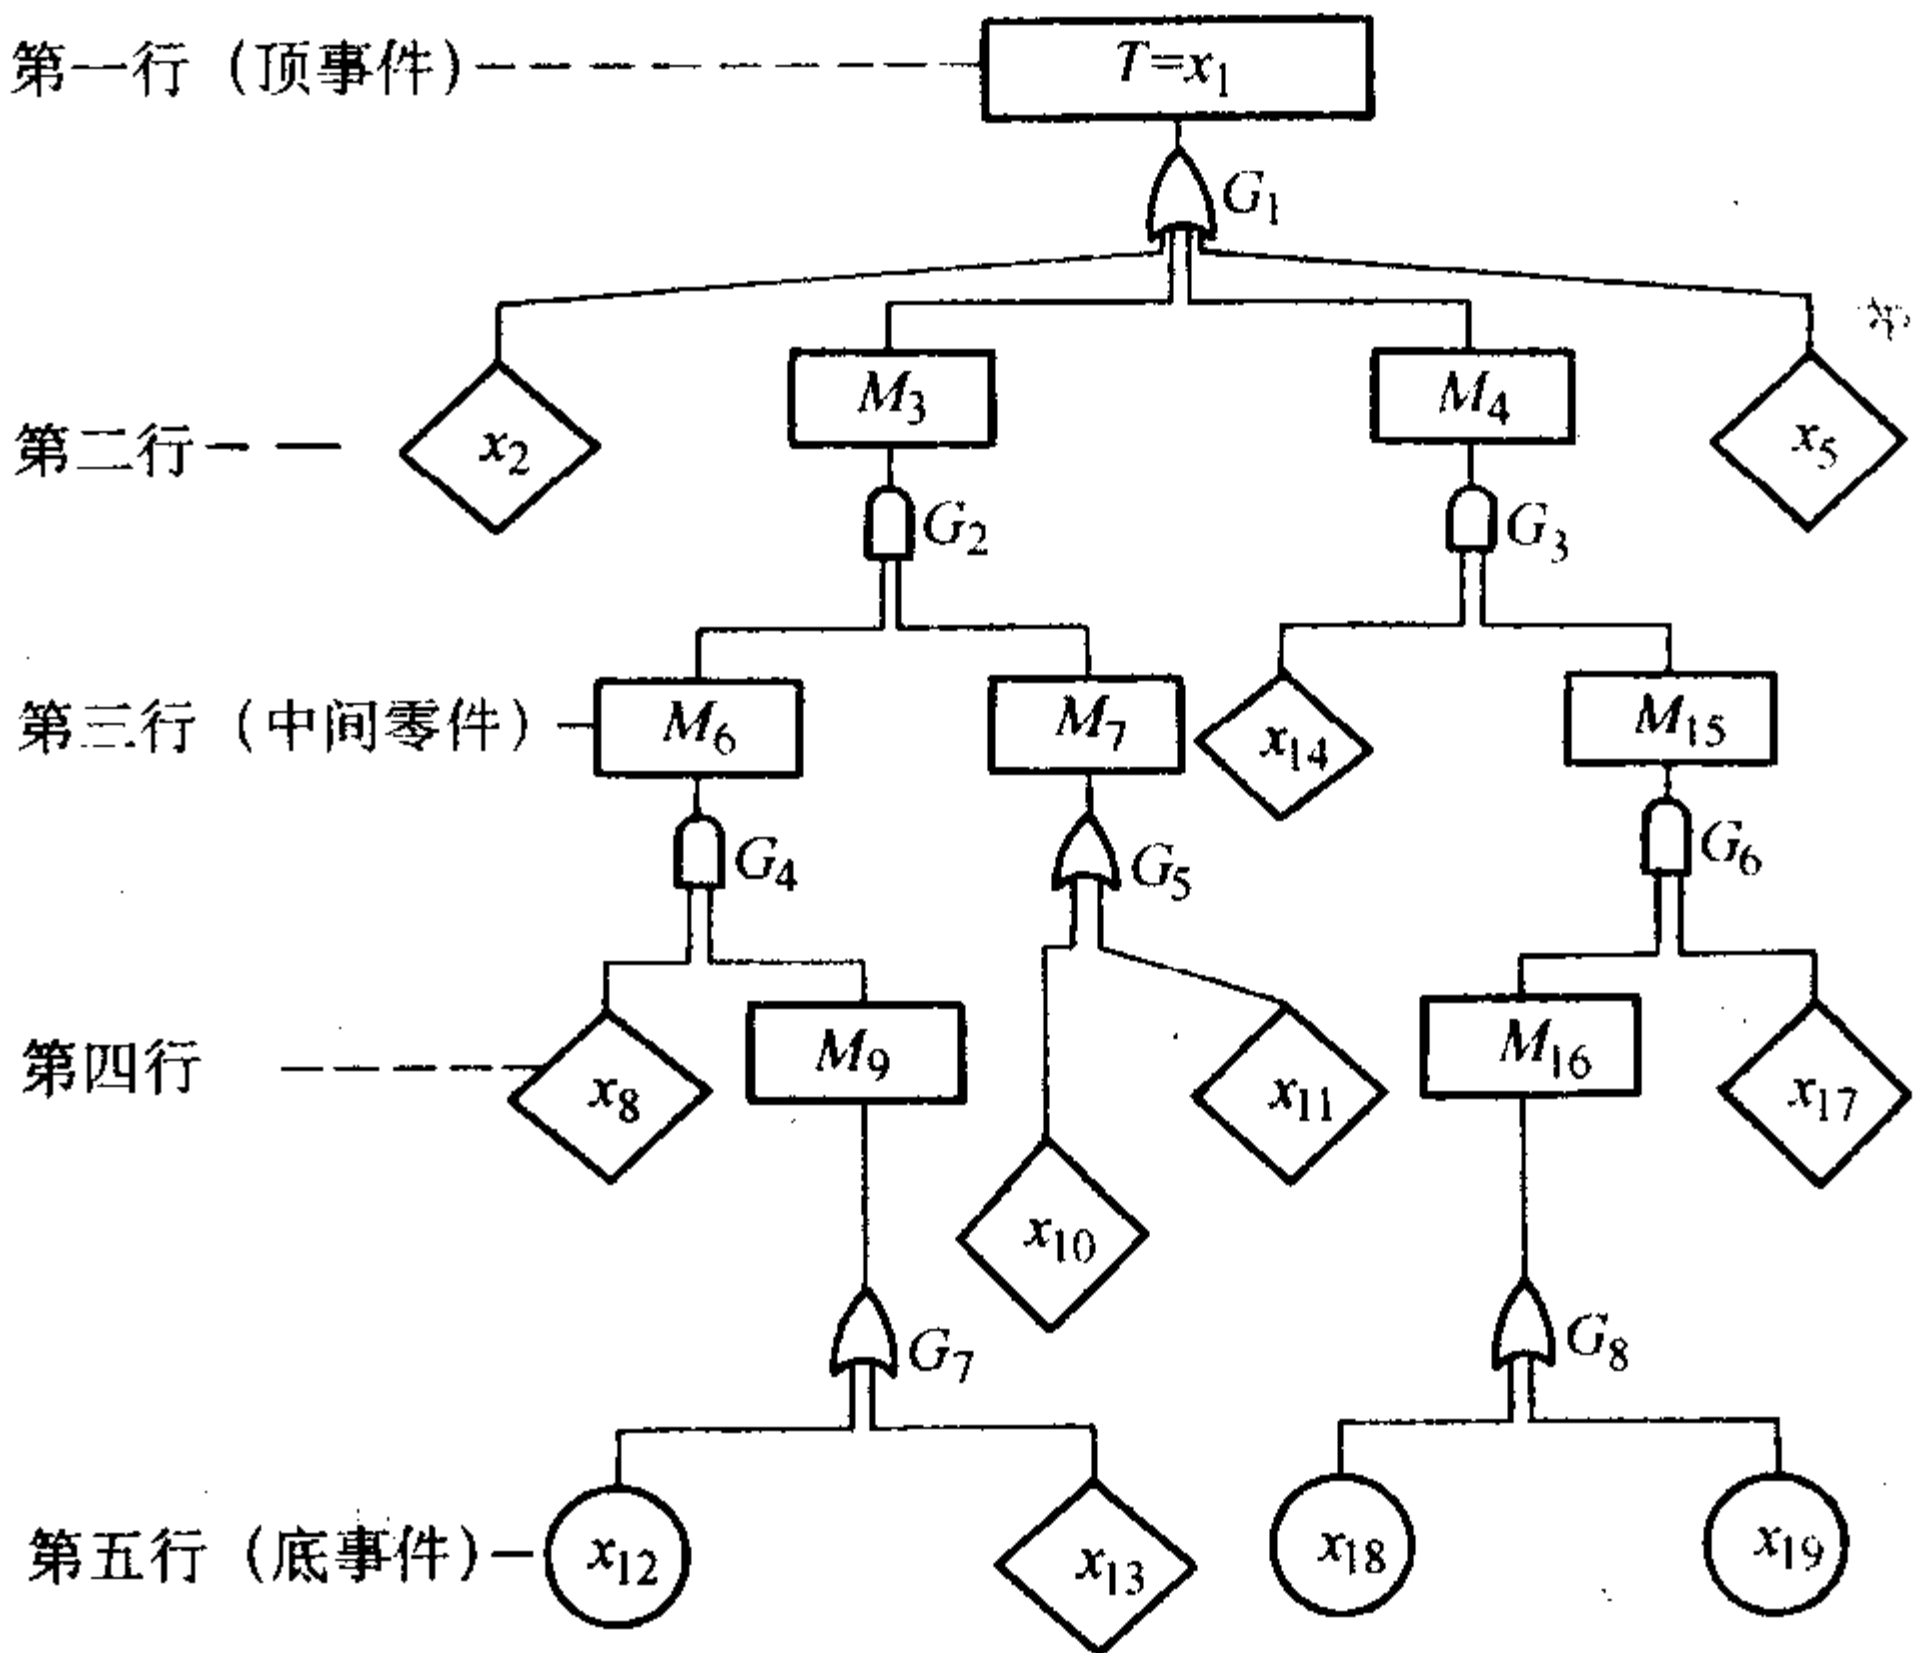 第一行（顶事件）
T=x₁
G₁
第二行
x₂
M₃
M₄
x₅
G₂
G₃
第三行（中间零件）
M₆
M₇
x₁₄
M₁₅
G₄
G₅
G₆
第四行
x₈
M₉
x₁₀
x₁₁
M₁₆
x₁₇
G₇
G₈
第五行（底事件）
x₁₂
x₁₃
x₁₈
x₁₉